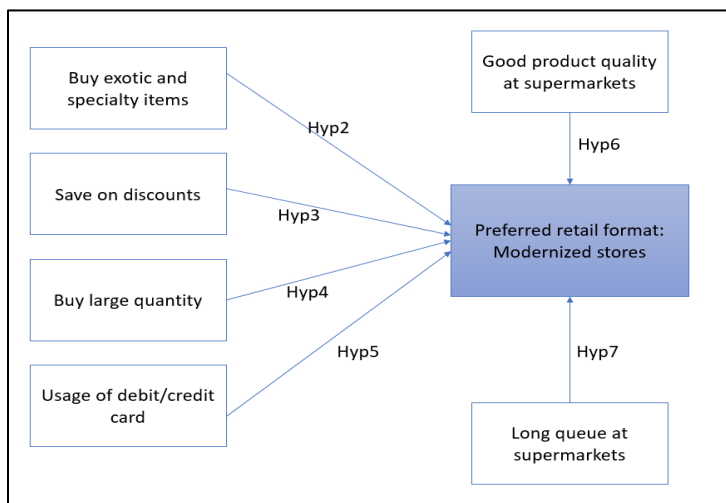 Buy exotic and
specialty items
Hyp2
Save on discounts
Hyp3
Buy large quantity
Hyp4
Usage of debit/credit
card
Hyp5
Good product quality
at supermarkets
Hyp6
Preferred retail format:
Modernized stores
Hyp7
Long queue at
supermarkets